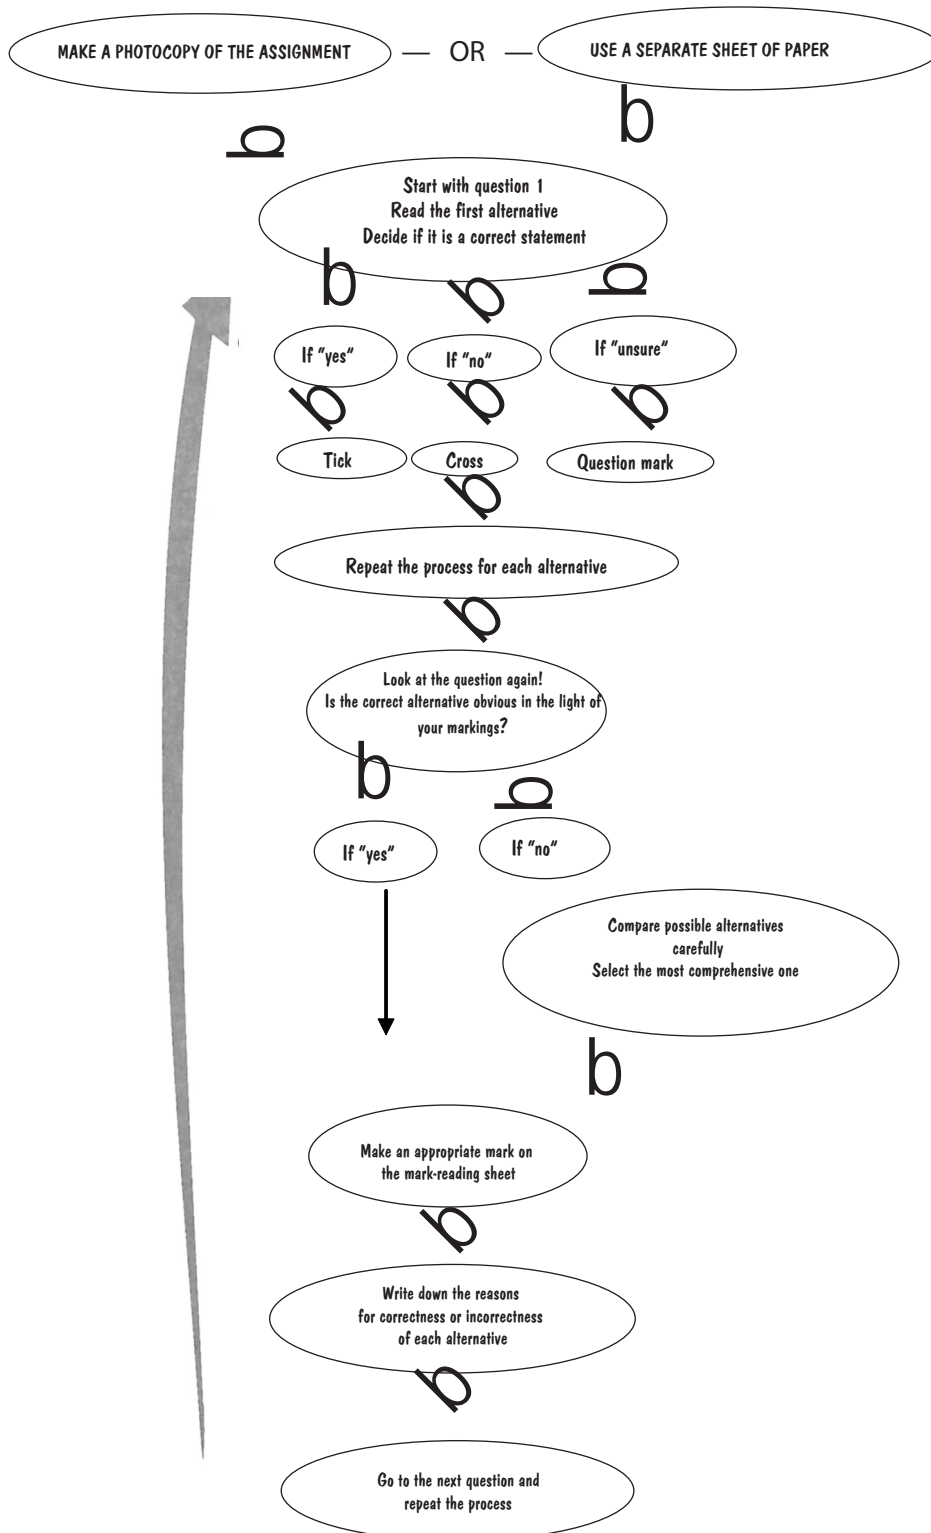 MAKE A PHOTOCOPY OF THE ASSIGNMENT — OR — USE A SEPARATE SHEET OF PAPER
b
b
Start with question 1
Read the first alternative
Decide if it is a correct statement
b b b
If "yes" If "no" If "unsure"
b b b
Tick Cross Question mark
b
Repeat the process for each alternative
b
Look at the question again!
Is the correct alternative obvious in the light of
your markings?
b b
If "yes" If "no"
Compare possible alternatives
carefully
Select the most comprehensive one
b
Make an appropriate mark on
the mark-reading sheet
b
Write down the reasons
for correctness or incorrectness
of each alternative
b
Go to the next question and
repeat the process